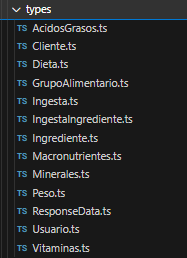 types
TS AcidosGrasos.ts
TS Cliente.ts
TS Dieta.ts
TS GrupoAlimentario.ts
TS Ingesta.ts
TS IngestaIngrediente.ts
TS Ingrediente.ts
TS Macronutrientes.ts
TS Minerales.ts
TS Peso.ts
TS ResponseData.ts
TS Usuario.ts
TS Vitaminas.ts